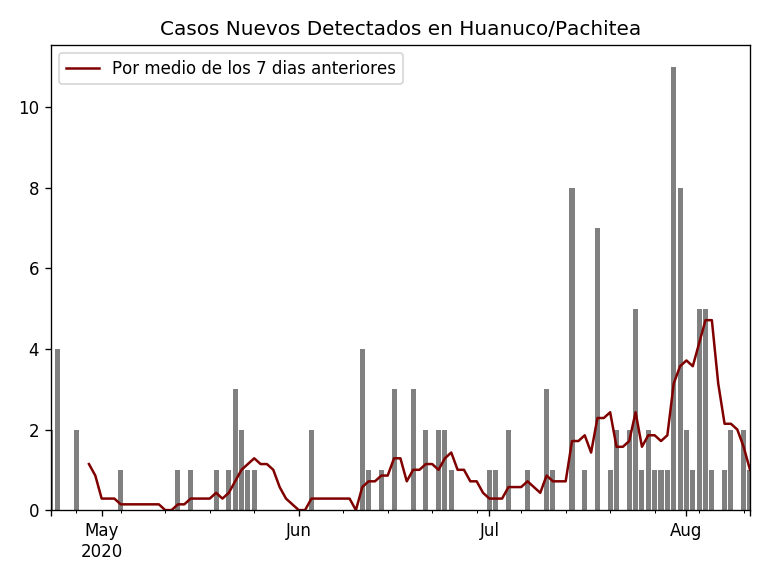 Casos Nuevos Detectados en Huanuco/Pachitea
Por medio de los 7 dias anteriores
10
8
6
4
2
0
May Jun Jul Aug
2020